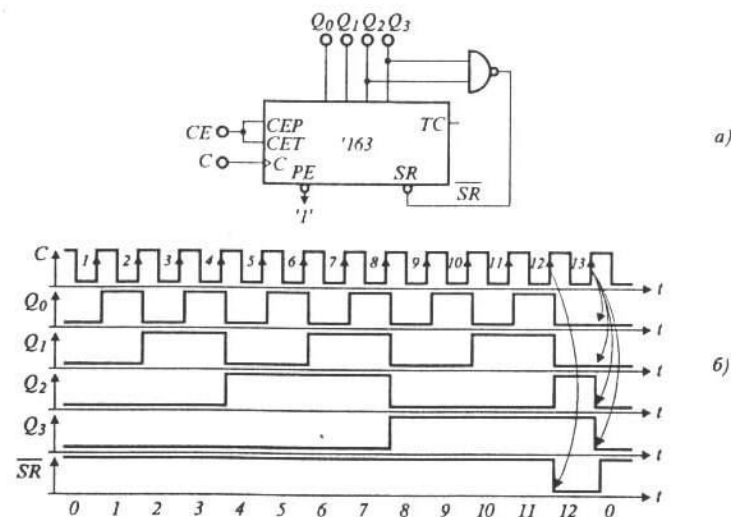 Q₀ Q₁ Q₂ Q₃
CE
CEP
CET
'163
TC
а)
C
C
PE
SR
S̅R̅
'1'
C
1 2 3 4 5 6 7 8 9 10 11 12 13
t
Q₀
t
Q₁
t
Q₂
t
б)
Q₃
t
S̅R̅
t
0 1 2 3 4 5 6 7 8 9 10 11 12 0